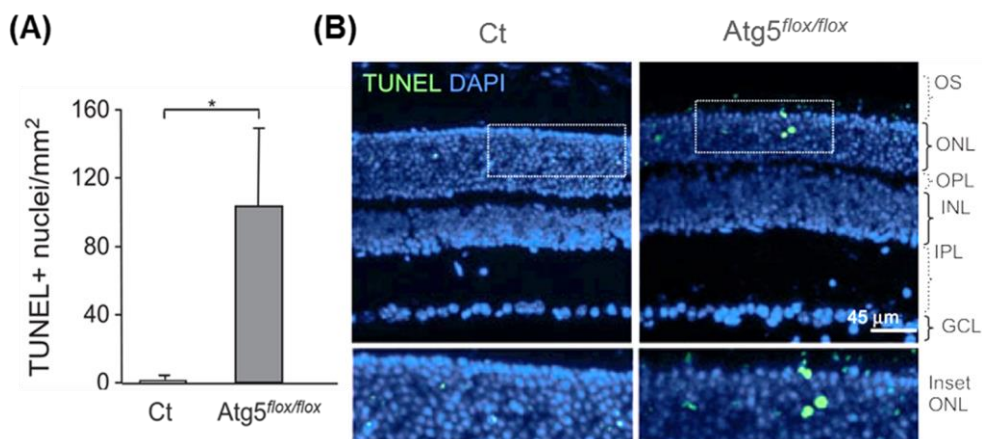 (A)
TUNEL+ nuclei/mm²
160
120
80
40
0
*
Ct
Atg5flox/flox
(B)
Ct
Atg5flox/flox
TUNEL DAPI
OS
ONL
OPL
INL
IPL
45 µm
GCL
Inset
ONL